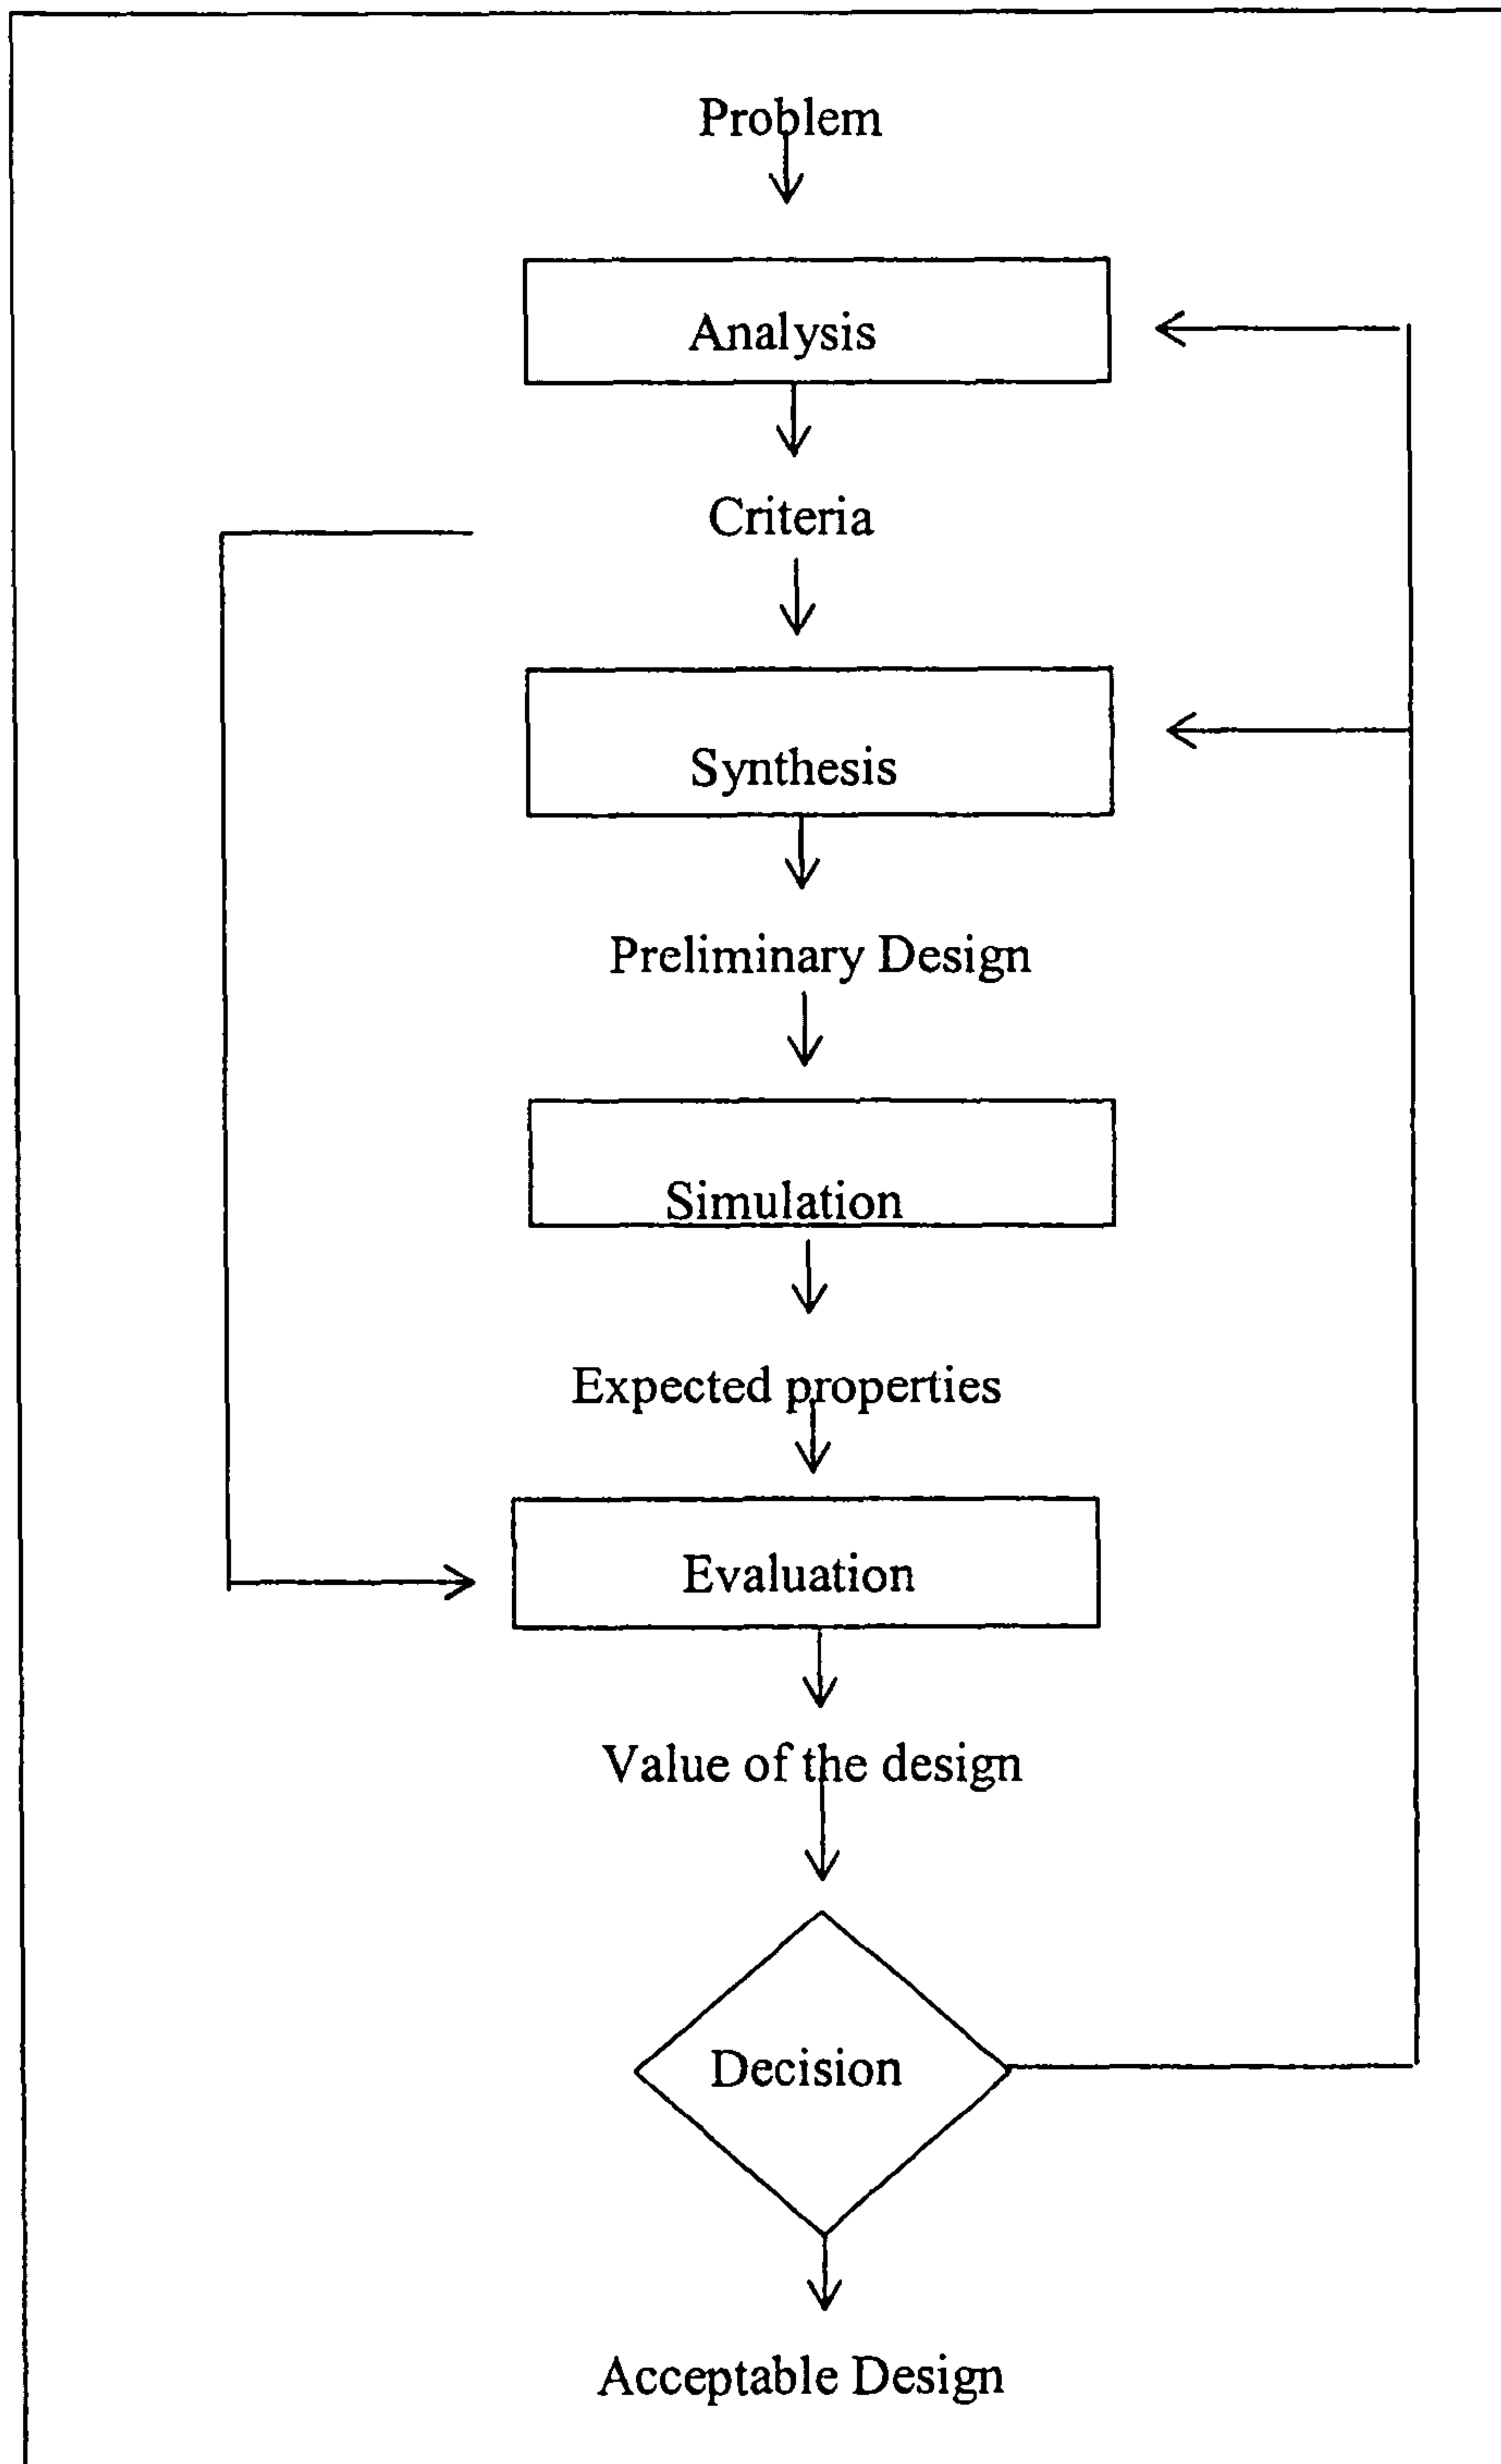 Problem
Analysis
Criteria
Synthesis
Preliminary Design
Simulation
Expected properties
Evaluation
Value of the design
Decision
Acceptable Design